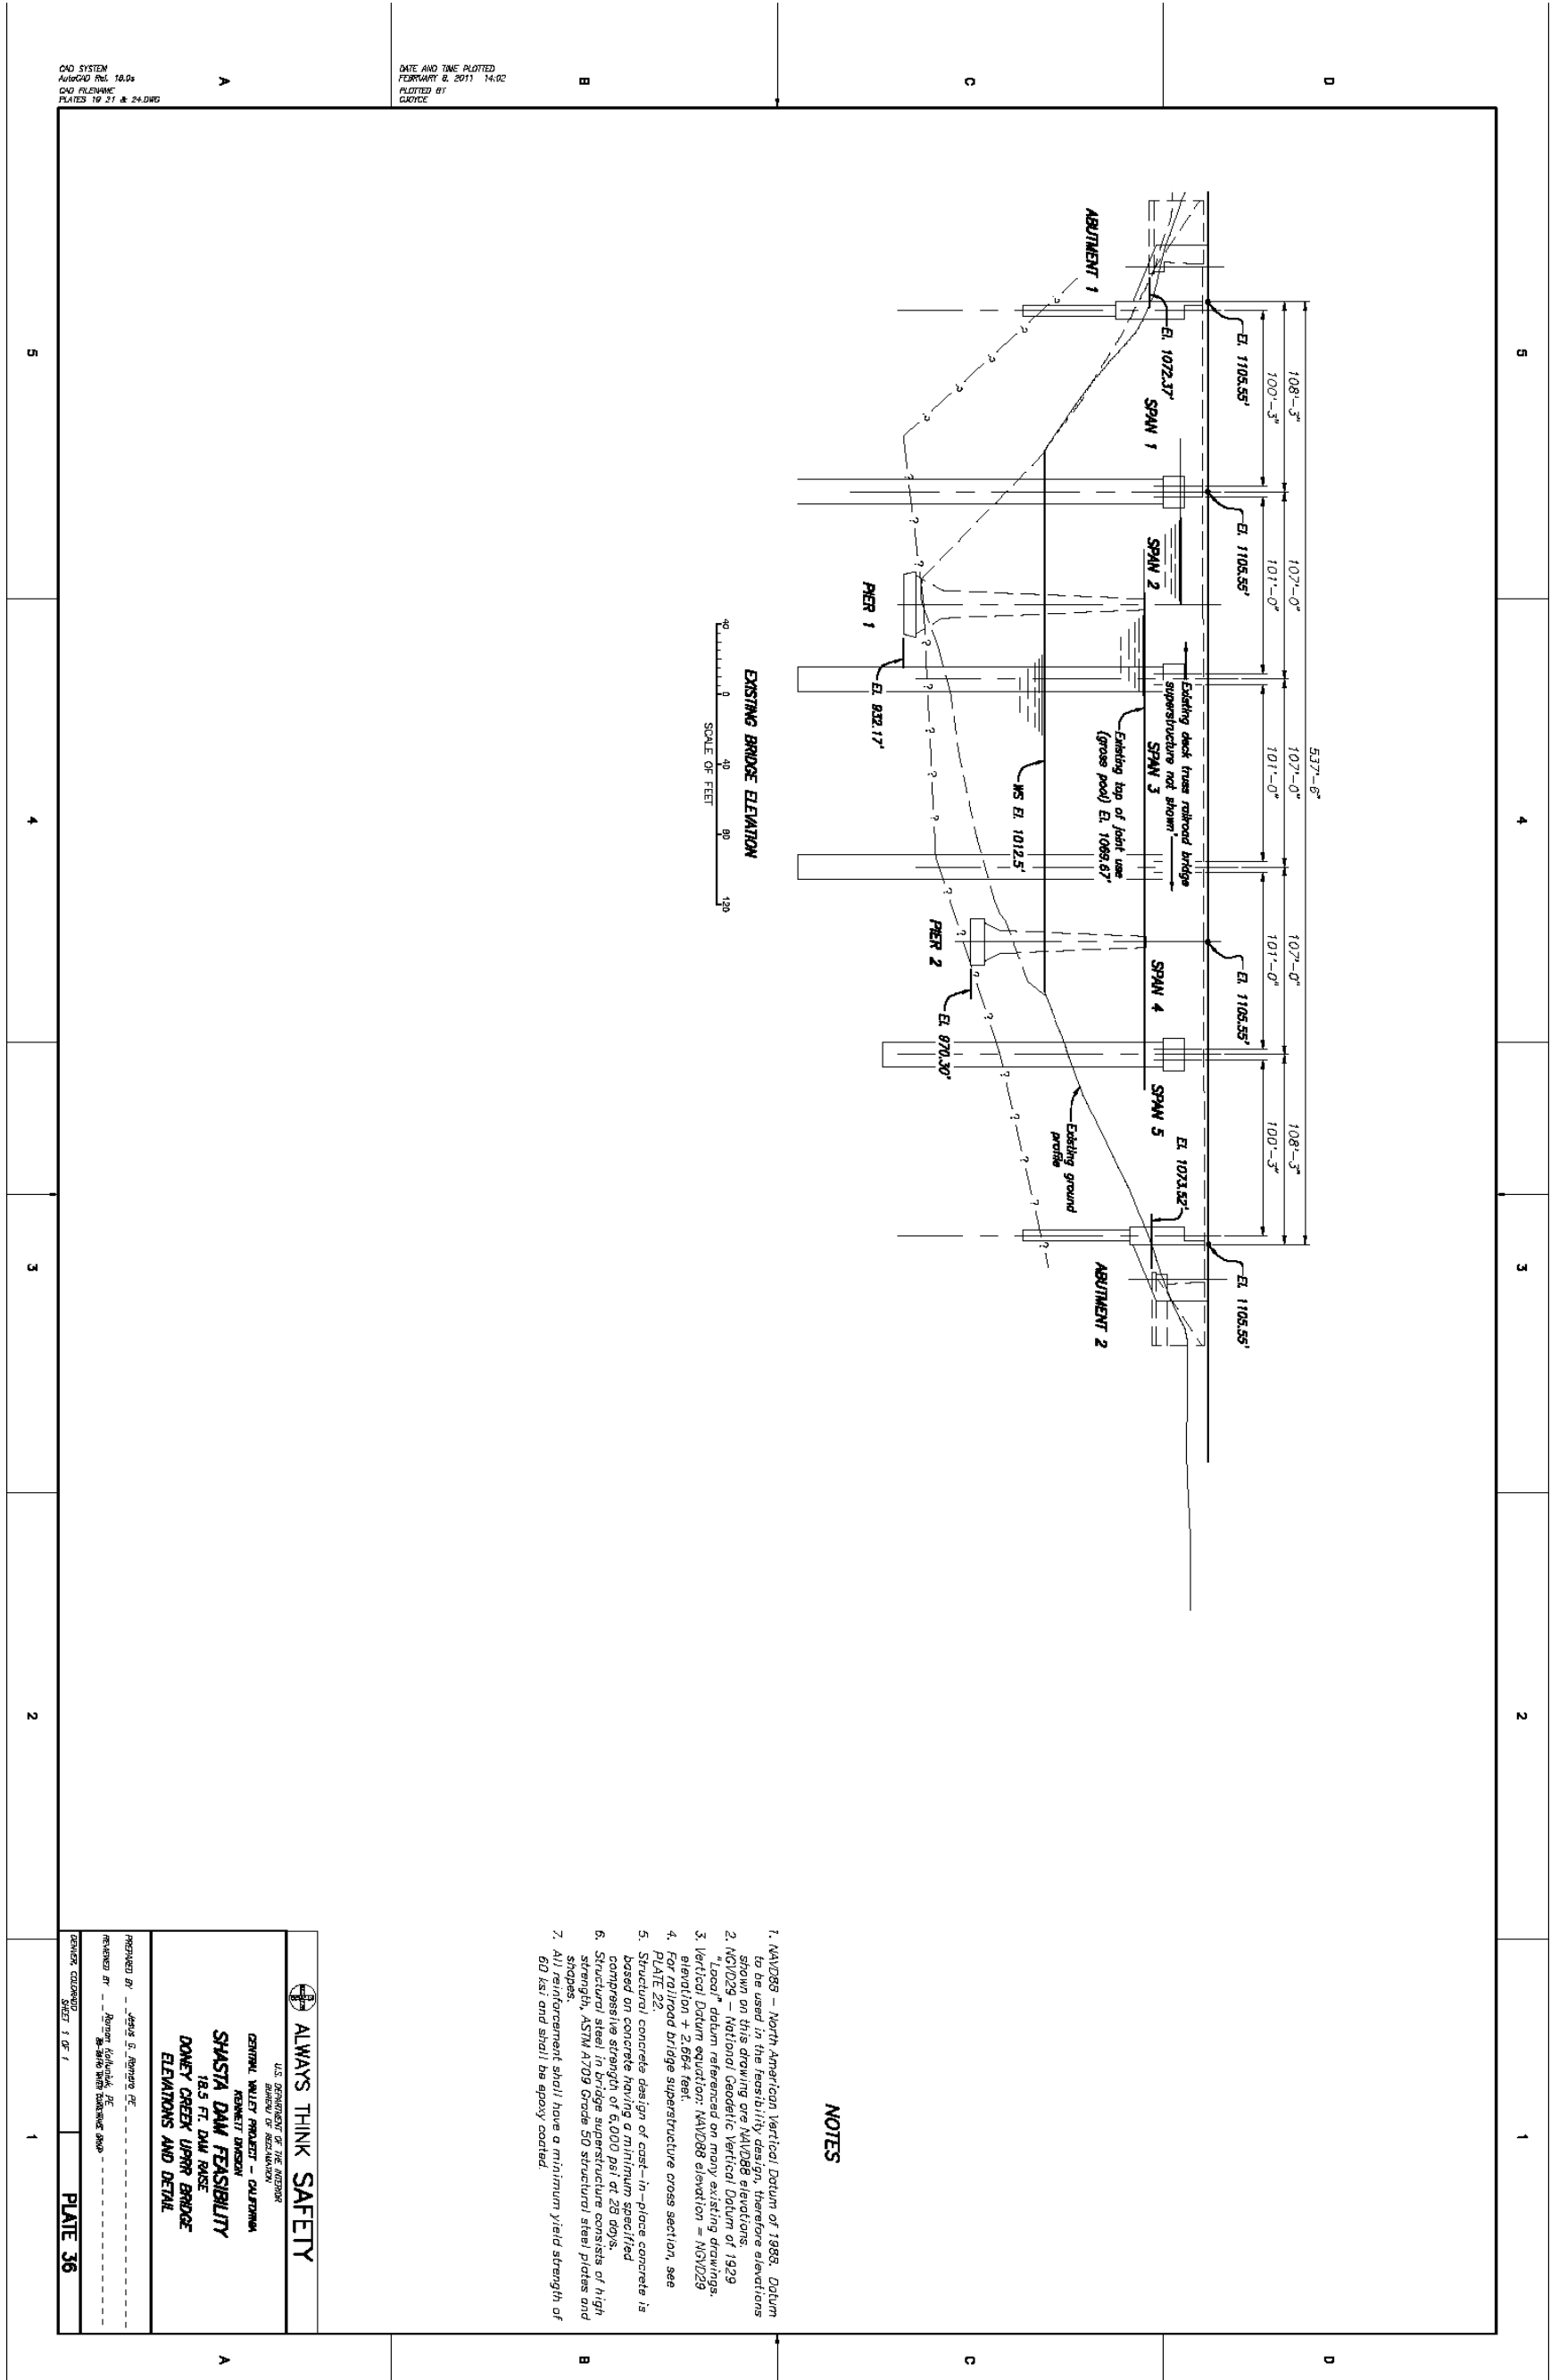 537'-6"
108'-3"
107'-0"
107'-0"
107'-0"
108'-3"
100'-3"
101'-0"
101'-0"
101'-0"
100'-3"
El. 1105.55'
El. 1105.55'
El. 1105.55'
El. 1105.55'
El. 1072.37'
El. 1073.52'
SPAN 1
SPAN 2
SPAN 3
SPAN 4
SPAN 5
Existing deck truss railroad bridge
superstructure not shown
Existing top of joint use
(gross pool) El. 1069.67'
ABUTMENT 1
ABUTMENT 2
WS El. 1012.5'
Existing ground
profile
PIER 1
El. 932.17'
PIER 2
El. 970.30'
EXISTING BRIDGE ELEVATION
40 0 40 80 120
SCALE OF FEET
NOTES
1. NAVD88 – North American Vertical Datum of 1988. Datum
to be used in the feasibility design, therefore elevations
shown on this drawing are NAVD88 elevations.
2. NGVD29 – National Geodetic Vertical Datum of 1929
"Local" datum referenced on many existing drawings.
3. Vertical Datum equation: NAVD88 elevation = NGVD29
elevation + 2.664 feet.
4. For railroad bridge superstructure cross section, see
PLATE 22.
5. Structural concrete design of cast-in-place concrete is
based on concrete having a minimum specified
compressive strength of 6,000 psi at 28 days.
6. Structural steel in bridge superstructure consists of high
strength, ASTM A709 Grade 50 structural steel plates and
shapes.
7. All reinforcement shall have a minimum yield strength of
60 ksi and shall be epoxy coated.
ALWAYS THINK SAFETY
U.S. DEPARTMENT OF THE INTERIOR
BUREAU OF RECLAMATION
CENTRAL VALLEY PROJECT – CALIFORNIA
KENNETT DIVISION
SHASTA DAM FEASIBILITY
18.5 FT. DAM RAISE
DONEY CREEK UPRR BRIDGE
ELEVATIONS AND DETAIL
PREPARED BY Jesus G. Romero PE
REVIEWED BY
DENVER, COLORADO
SHEET 1 OF 1
PLATE 36
CAD SYSTEM
AutoCAD Rel. 18.0s
CAD FILENAME
PLATES 19 21 & 24.DWG
DATE AND TIME PLOTTED
FEBRUARY 8, 2011 14:02
PLOTTED BY
CJOYCE
5 4 3 2 1
5 4 3 2 1
D C B A
D C B A